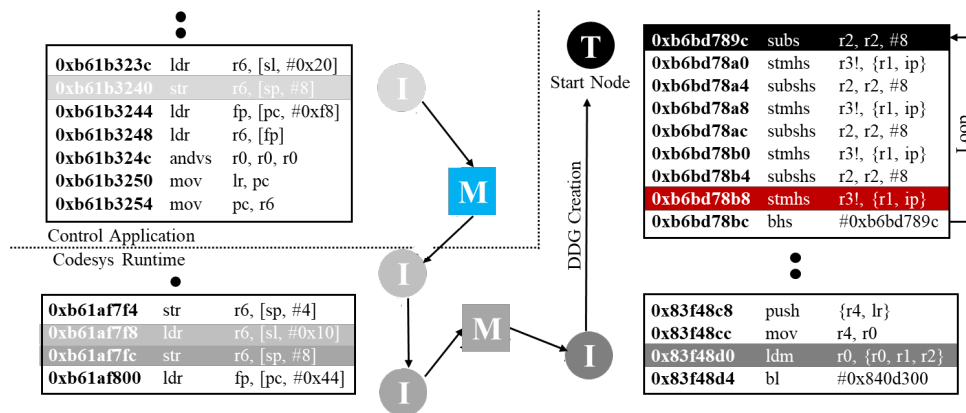 0xb61b323c ldr r6, [sl, #0x20]
0xb61b3240 str r6, [sp, #8]
0xb61b3244 ldr fp, [pc, #0xf8]
0xb61b3248 ldr r6, [fp]
0xb61b324c andvs r0, r0, r0
0xb61b3250 mov lr, pc
0xb61b3254 mov pc, r6
Control Application
Codesys Runtime
0xb61af7f4 str r6, [sp, #4]
0xb61af7f8 ldr r6, [sl, #0x10]
0xb61af7fc str r6, [sp, #8]
0xb61af800 ldr fp, [pc, #0x44]
I
M
I
I
M
I
DDG Creation
T
Start Node
0xb6bd789c subs r2, r2, #8
0xb6bd78a0 stmhs r3!, {r1, ip}
0xb6bd78a4 subshs r2, r2, #8
0xb6bd78a8 stmhs r3!, {r1, ip}
0xb6bd78ac subshs r2, r2, #8
0xb6bd78b0 stmhs r3!, {r1, ip}
0xb6bd78b4 subshs r2, r2, #8
0xb6bd78b8 stmhs r3!, {r1, ip}
0xb6bd78bc bhs #0xb6bd789c
Loop
0x83f48c8 push {r4, lr}
0x83f48cc mov r4, r0
0x83f48d0 ldm r0, {r0, r1, r2}
0x83f48d4 bl #0x840d300